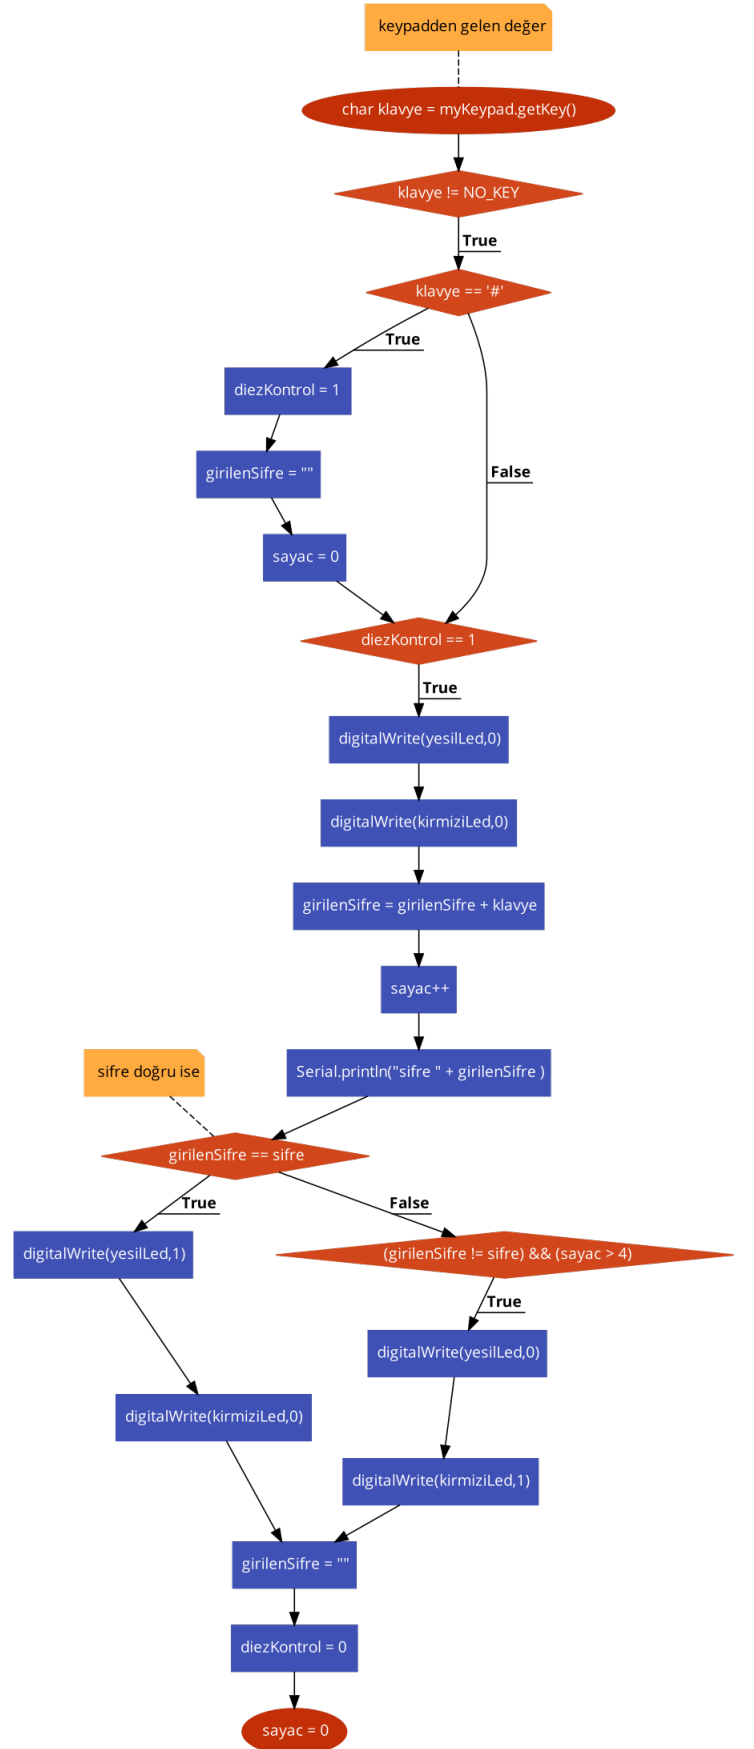 keypadden gelen değer
char klavye = myKeypad.getKey()
klavye != NO_KEY
True
klavye == '#'
True
diezKontrol = 1
girilenSifre = ""
False
sayac = 0
diezKontrol == 1
True
digitalWrite(yesilLed,0)
digitalWrite(kirmiziLed,0)
girilenSifre = girilenSifre + klavye
sayac++
sifre doğru ise
Serial.println("sifre " + girilenSifre )
girilenSifre == sifre
True
False
digitalWrite(yesilLed,1)
(girilenSifre != sifre) && (sayac > 4)
True
digitalWrite(yesilLed,0)
digitalWrite(kirmiziLed,0)
digitalWrite(kirmiziLed,1)
girilenSifre = ""
diezKontrol = 0
sayac = 0